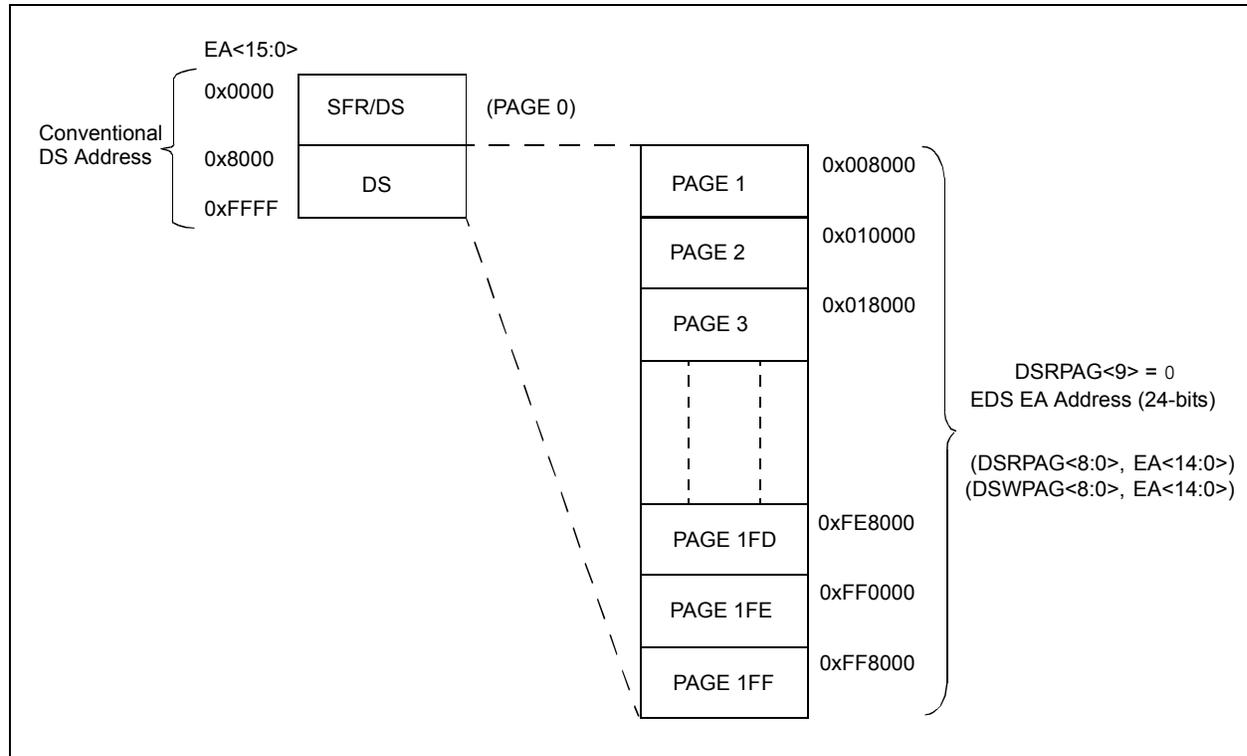 EA<15:0>
0x0000
SFR/DS
(PAGE 0)
Conventional
DS Address
0x8000
DS
0xFFFF
PAGE 1
0x008000
PAGE 2
0x010000
PAGE 3
0x018000
DSRPAG<9> = 0
EDS EA Address (24-bits)
(DSRPAG<8:0>, EA<14:0>)
(DSWPAG<8:0>, EA<14:0>)
PAGE 1FD
0xFE8000
PAGE 1FE
0xFF0000
PAGE 1FF
0xFF8000